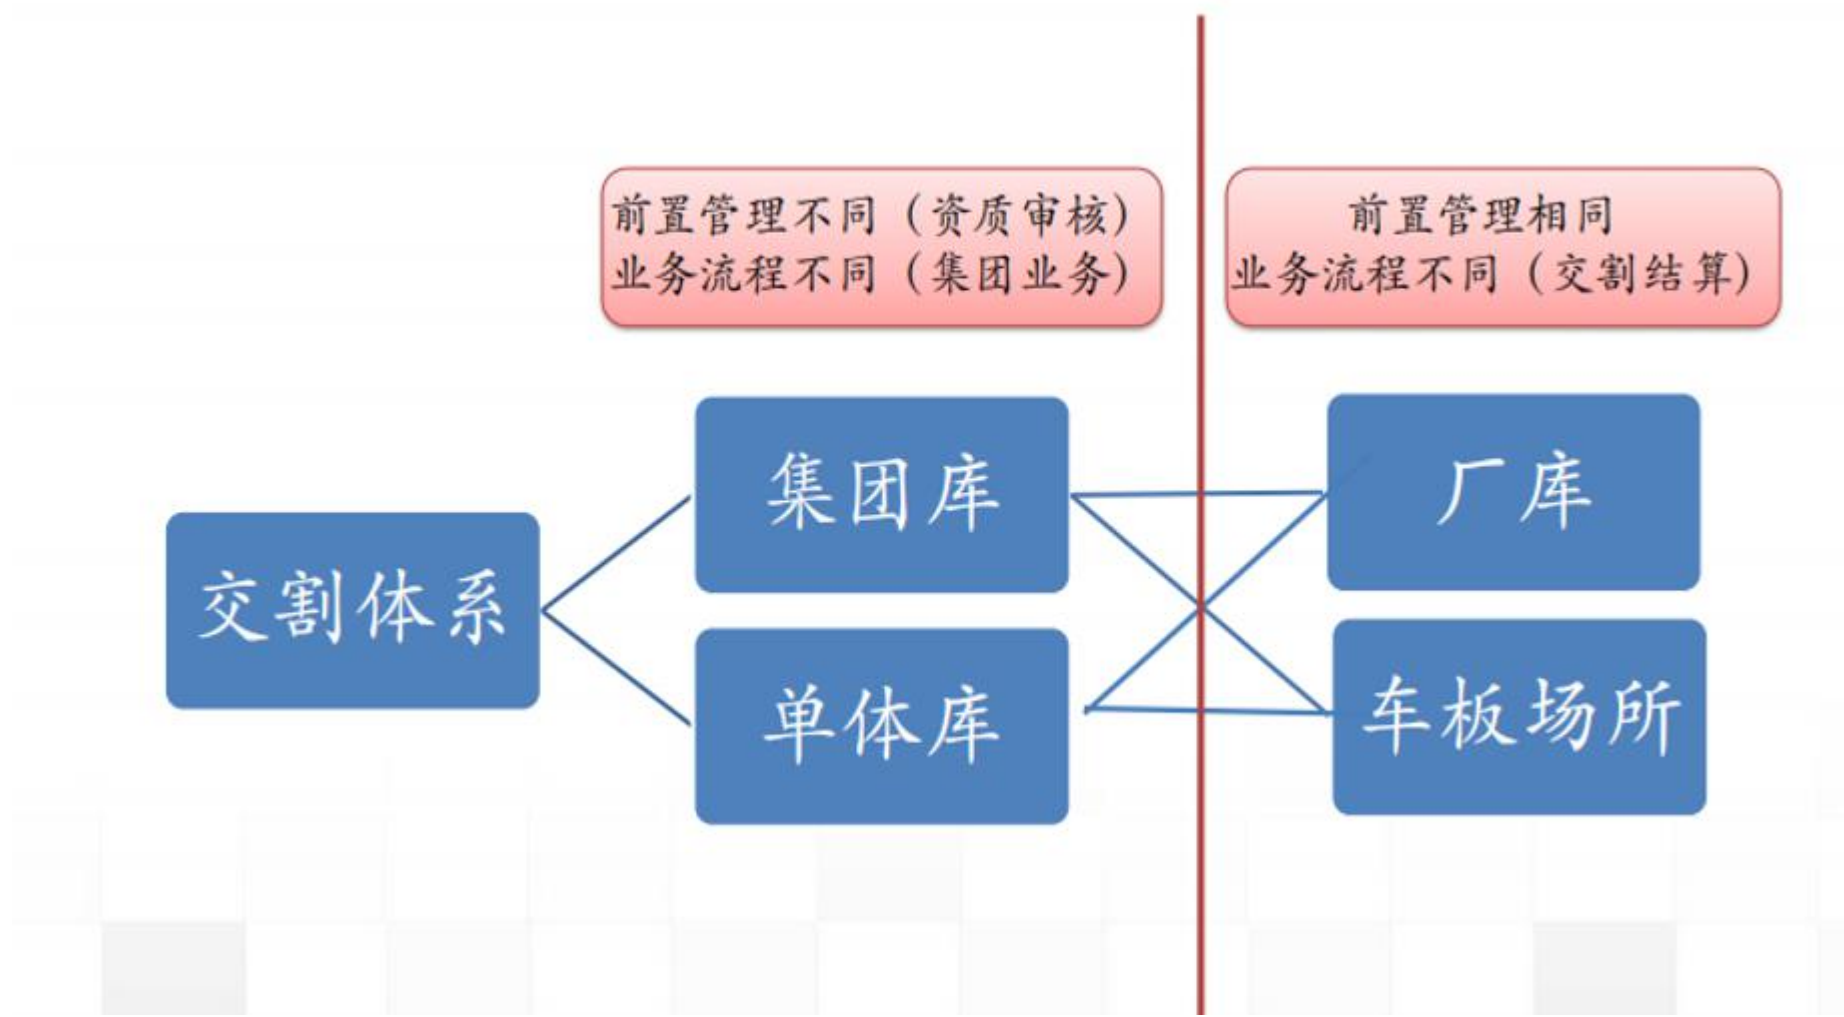 前置管理不同（资质审核）
业务流程不同（集团业务）
前置管理相同
业务流程不同（交割结算）
交割体系
集团库
单体库
厂库
车板场所